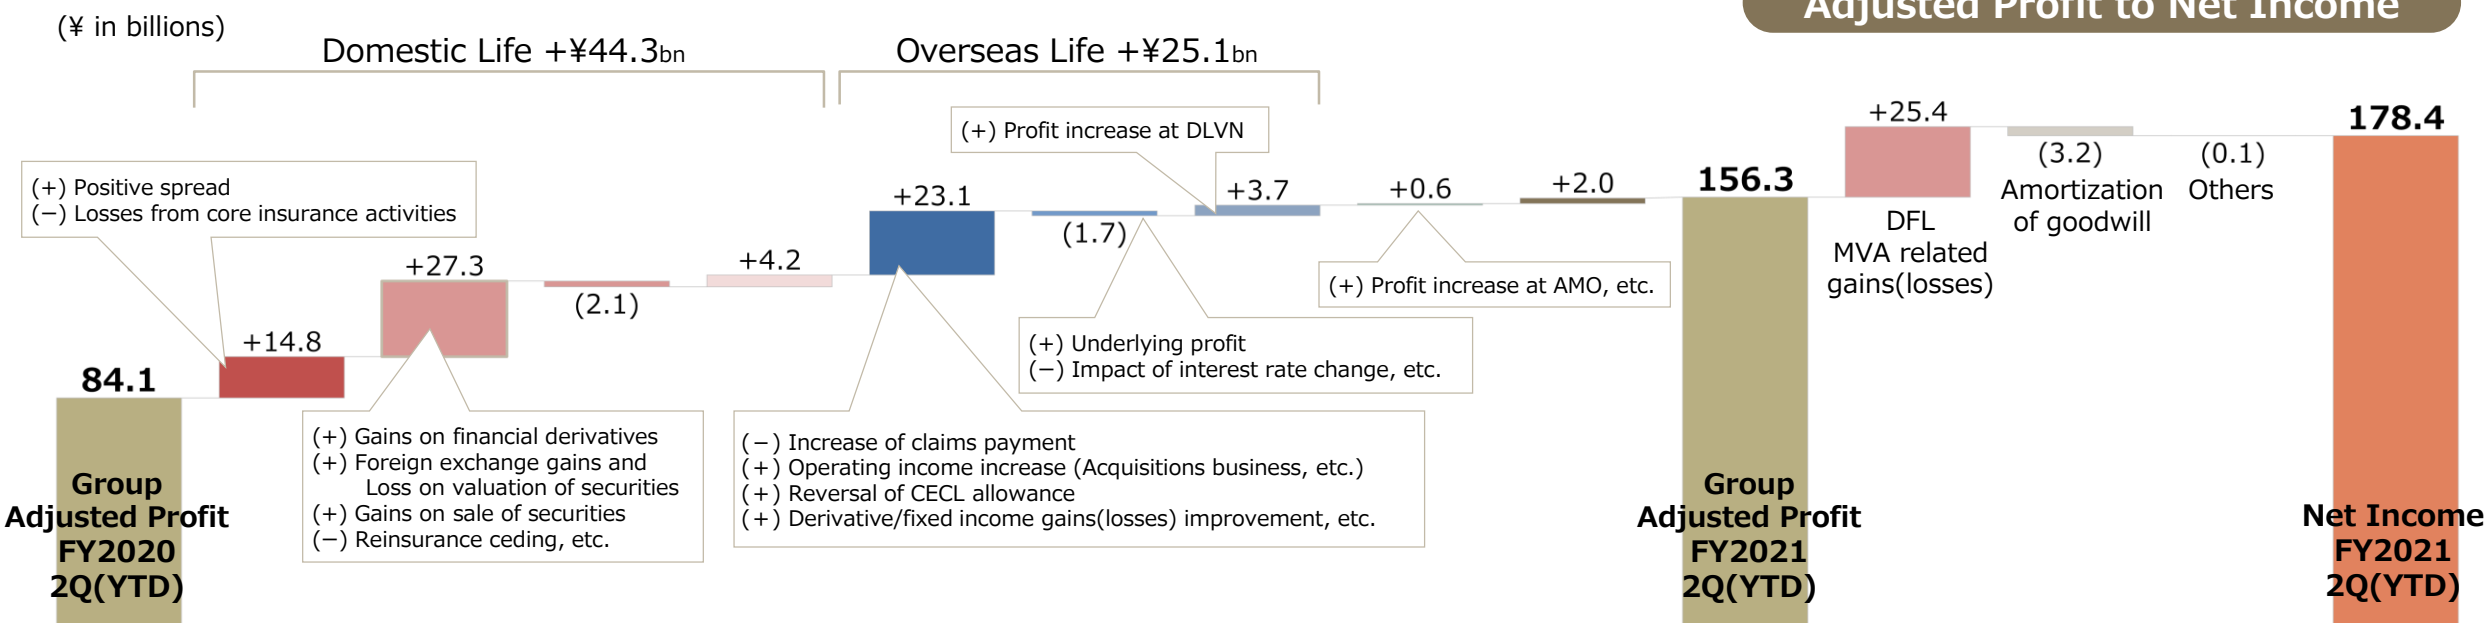 Adjusted Profit to Net Income
(¥ in billions)
Domestic Life +¥44.3bn
Overseas Life +¥25.1bn
84.1
Group
Adjusted Profit
FY2020
2Q(YTD)
(+) Positive spread
(−) Losses from core insurance activities
+14.8
+27.3
(+) Gains on financial derivatives
(+) Foreign exchange gains and
Loss on valuation of securities
(+) Gains on sale of securities
(−) Reinsurance ceding, etc.
(2.1)
+4.2
+23.1
(−) Increase of claims payment
(+) Operating income increase (Acquisitions business, etc.)
(+) Reversal of CECL allowance
(+) Derivative/fixed income gains(losses) improvement, etc.
(1.7)
(+) Underlying profit
(−) Impact of interest rate change, etc.
(+) Profit increase at DLVN
+3.7
+0.6
(+) Profit increase at AMO, etc.
+2.0
156.3
Group
Adjusted Profit
FY2021
2Q(YTD)
+25.4
DFL
MVA related
gains(losses)
(3.2)
Amortization
of goodwill
(0.1)
Others
178.4
Net Income
FY2021
2Q(YTD)